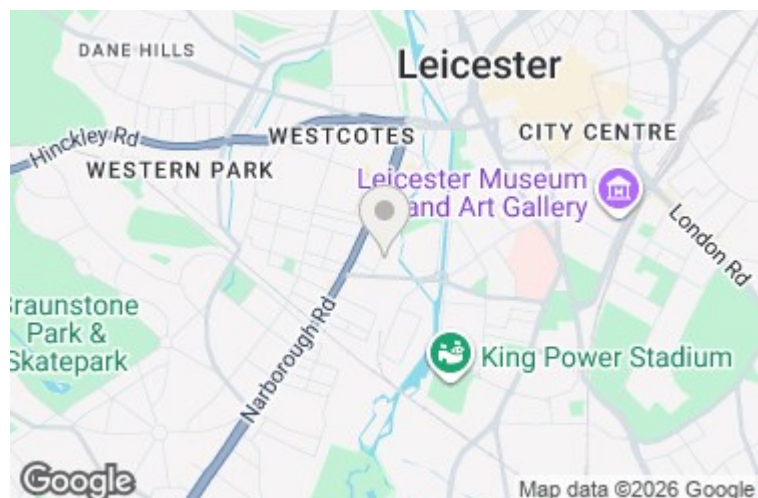 DANE HILLS
Leicester
Hinckley Rd
WESTCOTES
CITY CENTRE
WESTERN PARK
Leicester Museum
and Art Gallery
London Rd
Braunstone
Park &
Skatepark
Narborough Rd
King Power Stadium
Google
Map data ©2026 Google